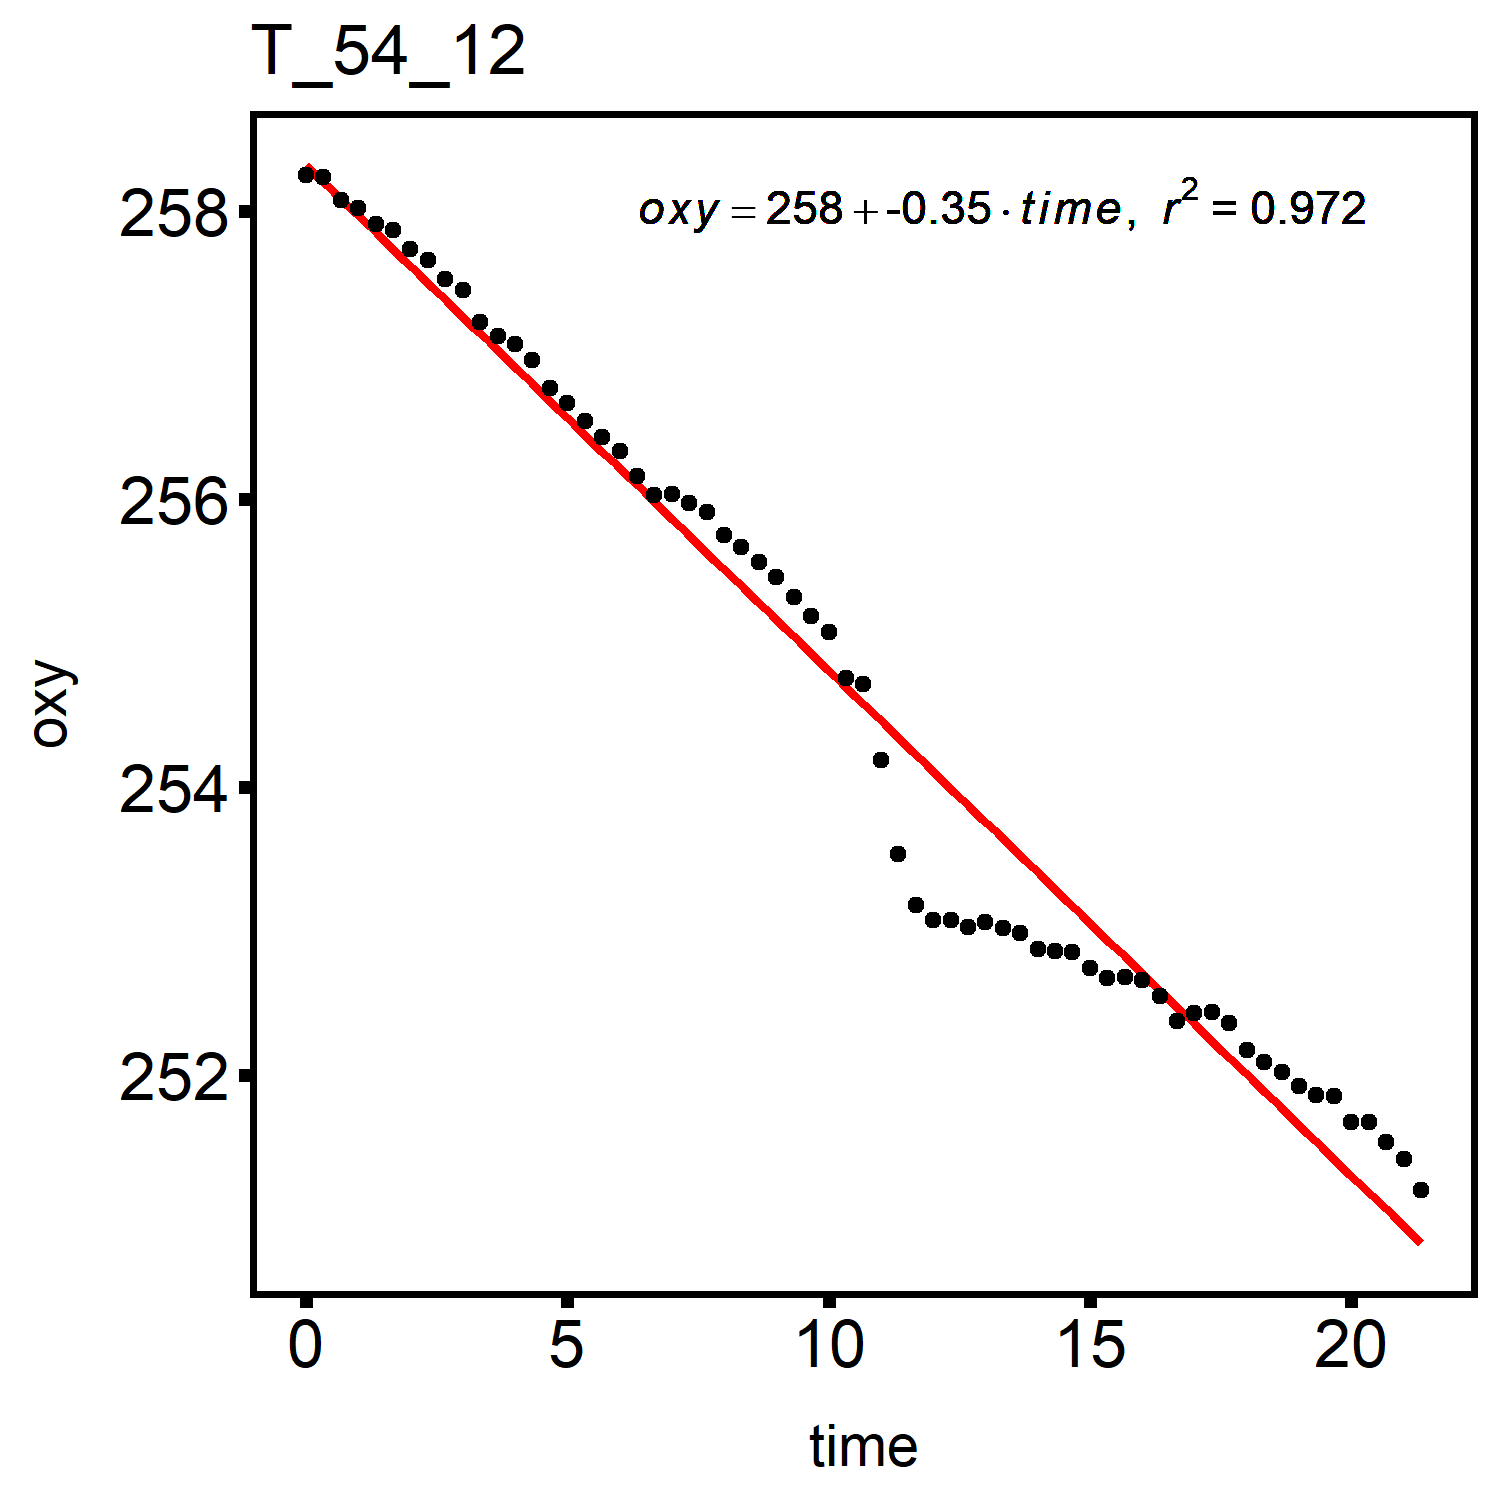 T_54_12
oxy = 258 + -0.35 · time, r² = 0.972
258
256
254
252
oxy
0 5 10 15 20
time